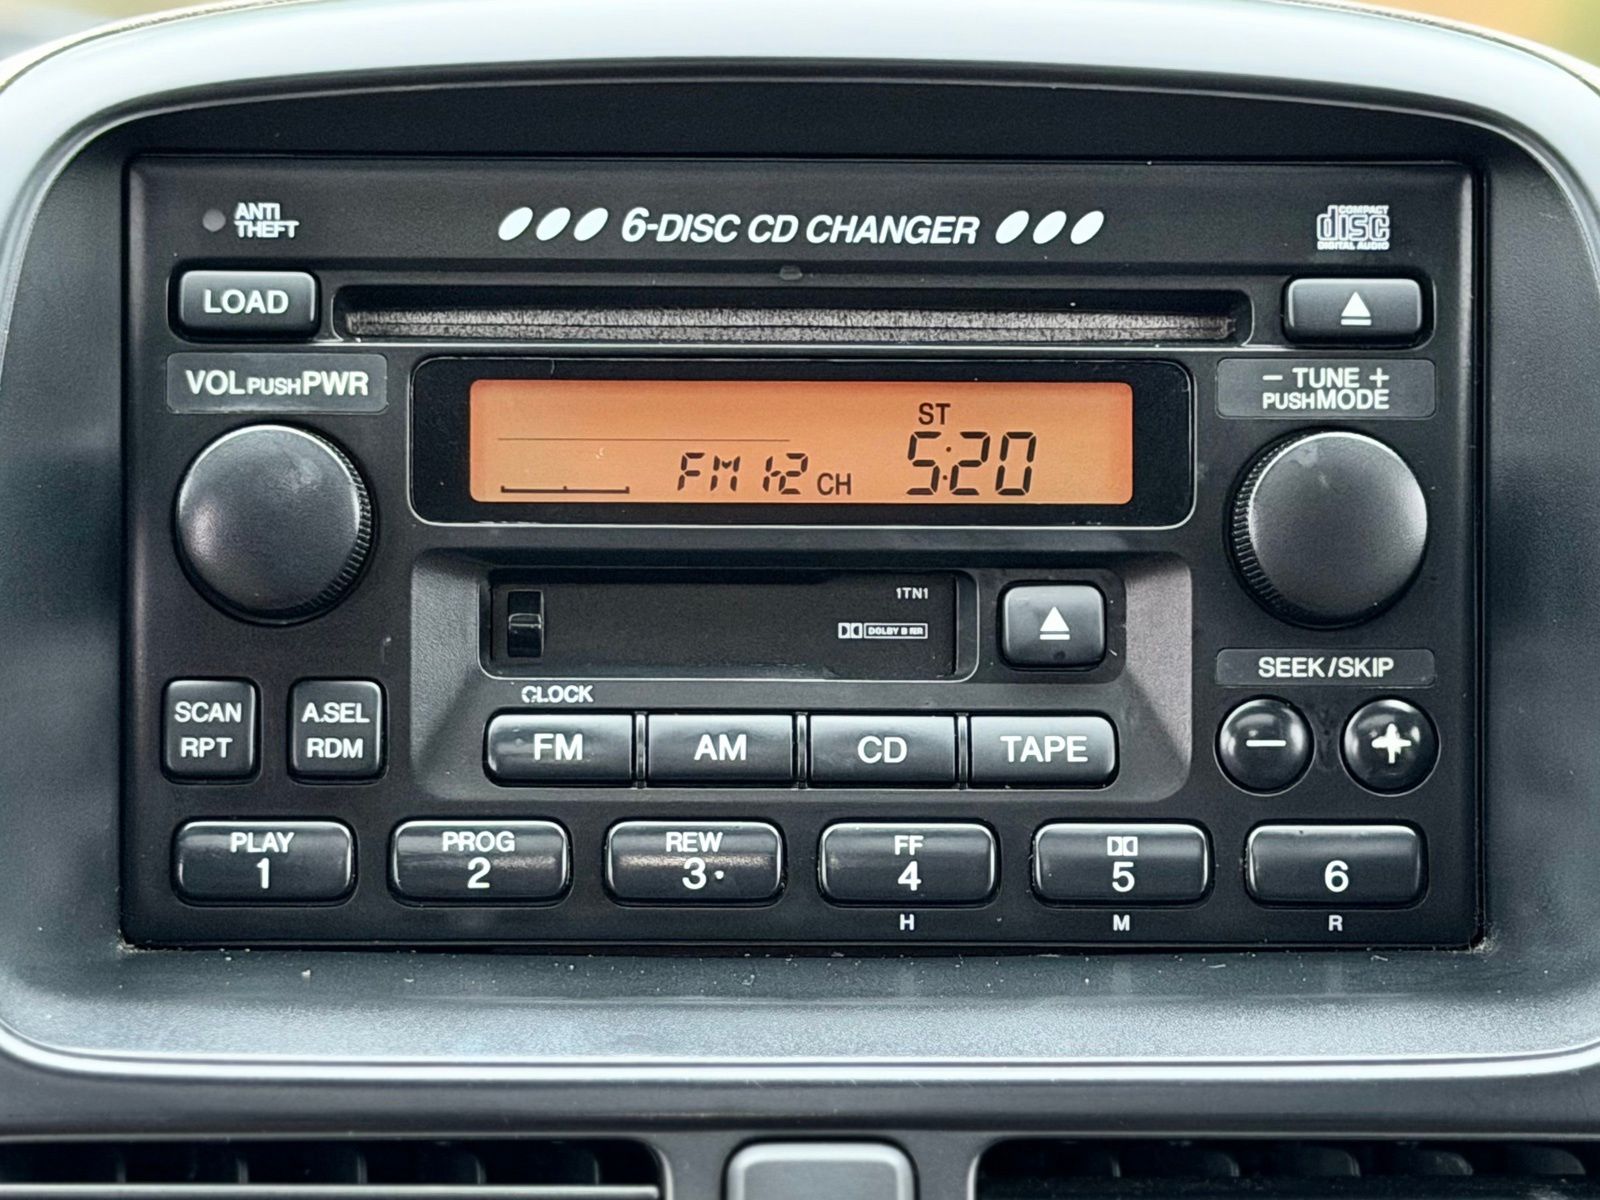 ANTI
THEFT
6-DISC CD CHANGER
COMPACT
disc
DIGITAL AUDIO
LOAD
VOL PUSH PWR
- TUNE +
PUSH MODE
ST
FM 1-2 CH 5:20
1TN1
DOLBY B NR
SEEK/SKIP
CLOCK
SCAN
RPT
A.SEL
RDM
FM AM CD TAPE
- +
PLAY
1
PROG
2
REW
3
FF
4
5
6
H M R